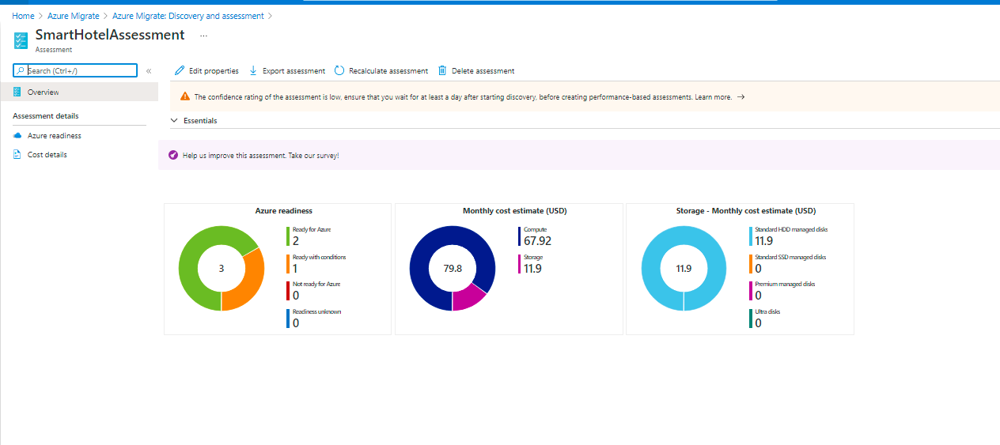 Home > Azure Migrate > Azure Migrate: Discovery and assessment >
SmartHotelAssessment ...
Assessment
Search (Ctrl+/) «
Edit properties Export assessment Recalculate assessment Delete assessment
Overview
The confidence rating of the assessment is low, ensure that you wait for at least a day after starting discovery, before creating performance-based assessments. Learn more. →
Assessment details
Essentials
Azure readiness
Cost details
Help us improve this assessment. Take our survey!
Azure readiness
3
Ready for Azure
2
Ready with conditions
1
Not ready for Azure
0
Readiness unknown
0
Monthly cost estimate (USD)
79.8
Compute
67.92
Storage
11.9
Storage - Monthly cost estimate (USD)
11.9
Standard HDD managed disks
11.9
Standard SSD managed disks
0
Premium managed disks
0
Ultra disks
0